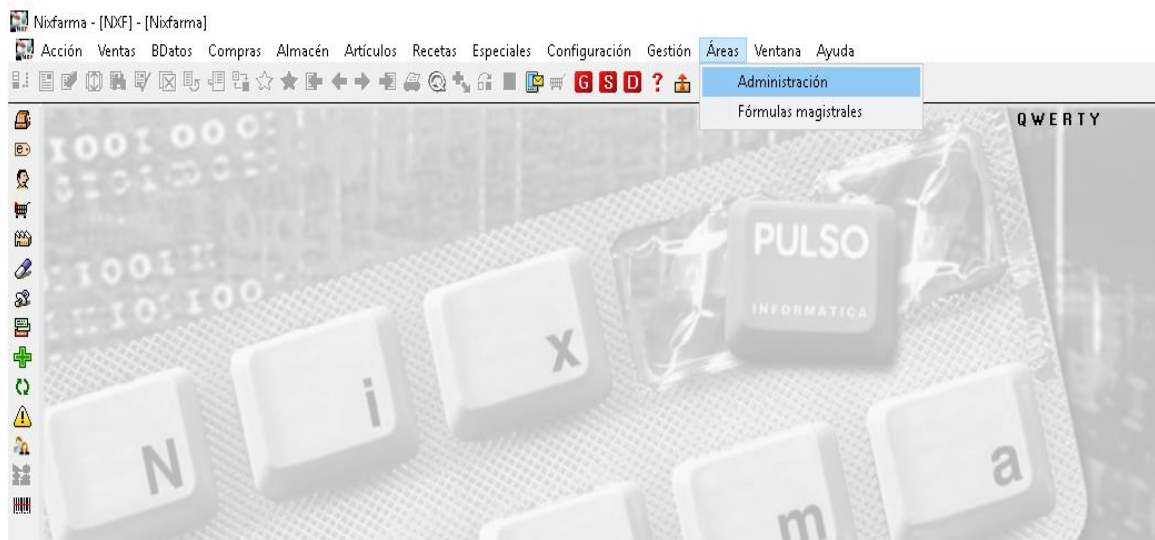 Nixfarma - [NXF] - [Nixfarma]
Acción Ventas BDatos Compras Almacén Artículos Recetas Especiales Configuración Gestión Áreas Ventana Ayuda
G S D ?
Administración
Fórmulas magistrales
QWERTY
PULSO
INFORMÁTICA
N i x
m a